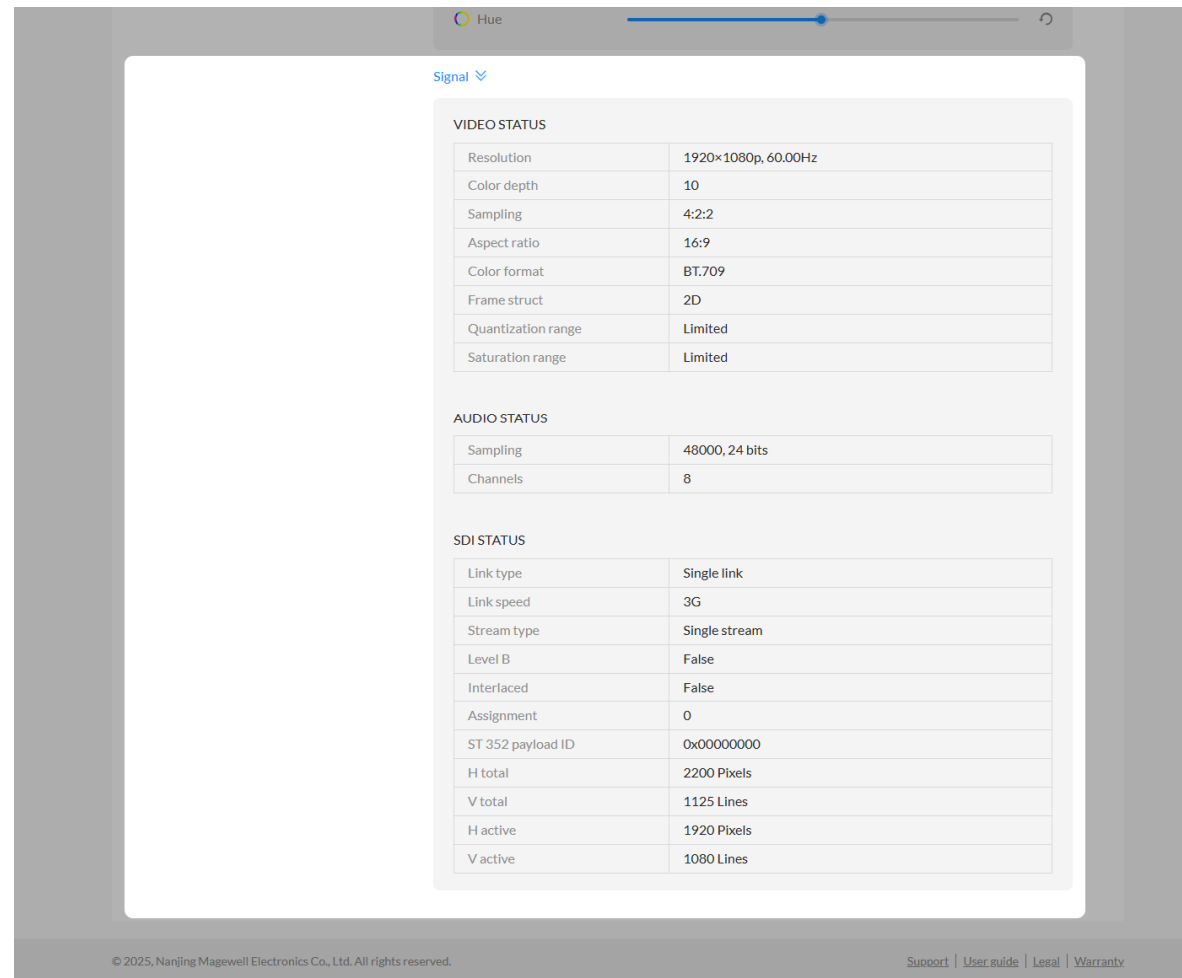 Hue
Signal
VIDEO STATUS
Resolution 1920×1080p, 60.00Hz
Color depth 10
Sampling 4:2:2
Aspect ratio 16:9
Color format BT.709
Frame struct 2D
Quantization range Limited
Saturation range Limited
AUDIO STATUS
Sampling 48000, 24 bits
Channels 8
SDI STATUS
Link type Single link
Link speed 3G
Stream type Single stream
Level B False
Interlaced False
Assignment 0
ST 352 payload ID 0x00000000
H total 2200 Pixels
V total 1125 Lines
H active 1920 Pixels
V active 1080 Lines
© 2025, Nanjing Magewell Electronics Co., Ltd. All rights reserved. Support | User guide | Legal | Warranty